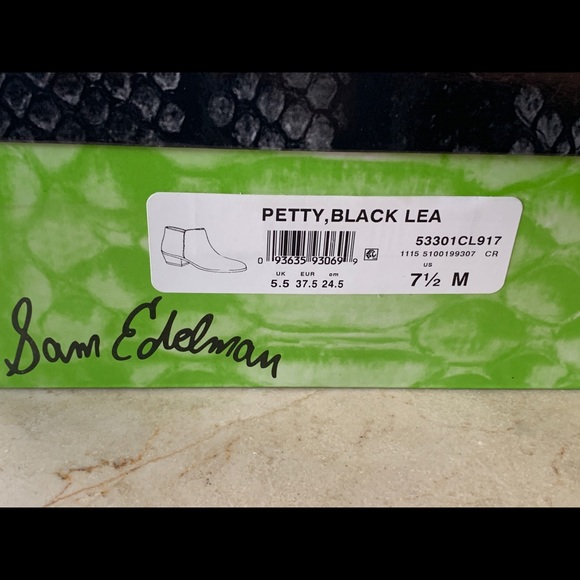 PETTY,BLACK LEA
53301CL917
0 93635 93069 9
1115 5100199307 CR
UK EUR cm US
5.5 37.5 24.5 7½ M
Sam Edelman